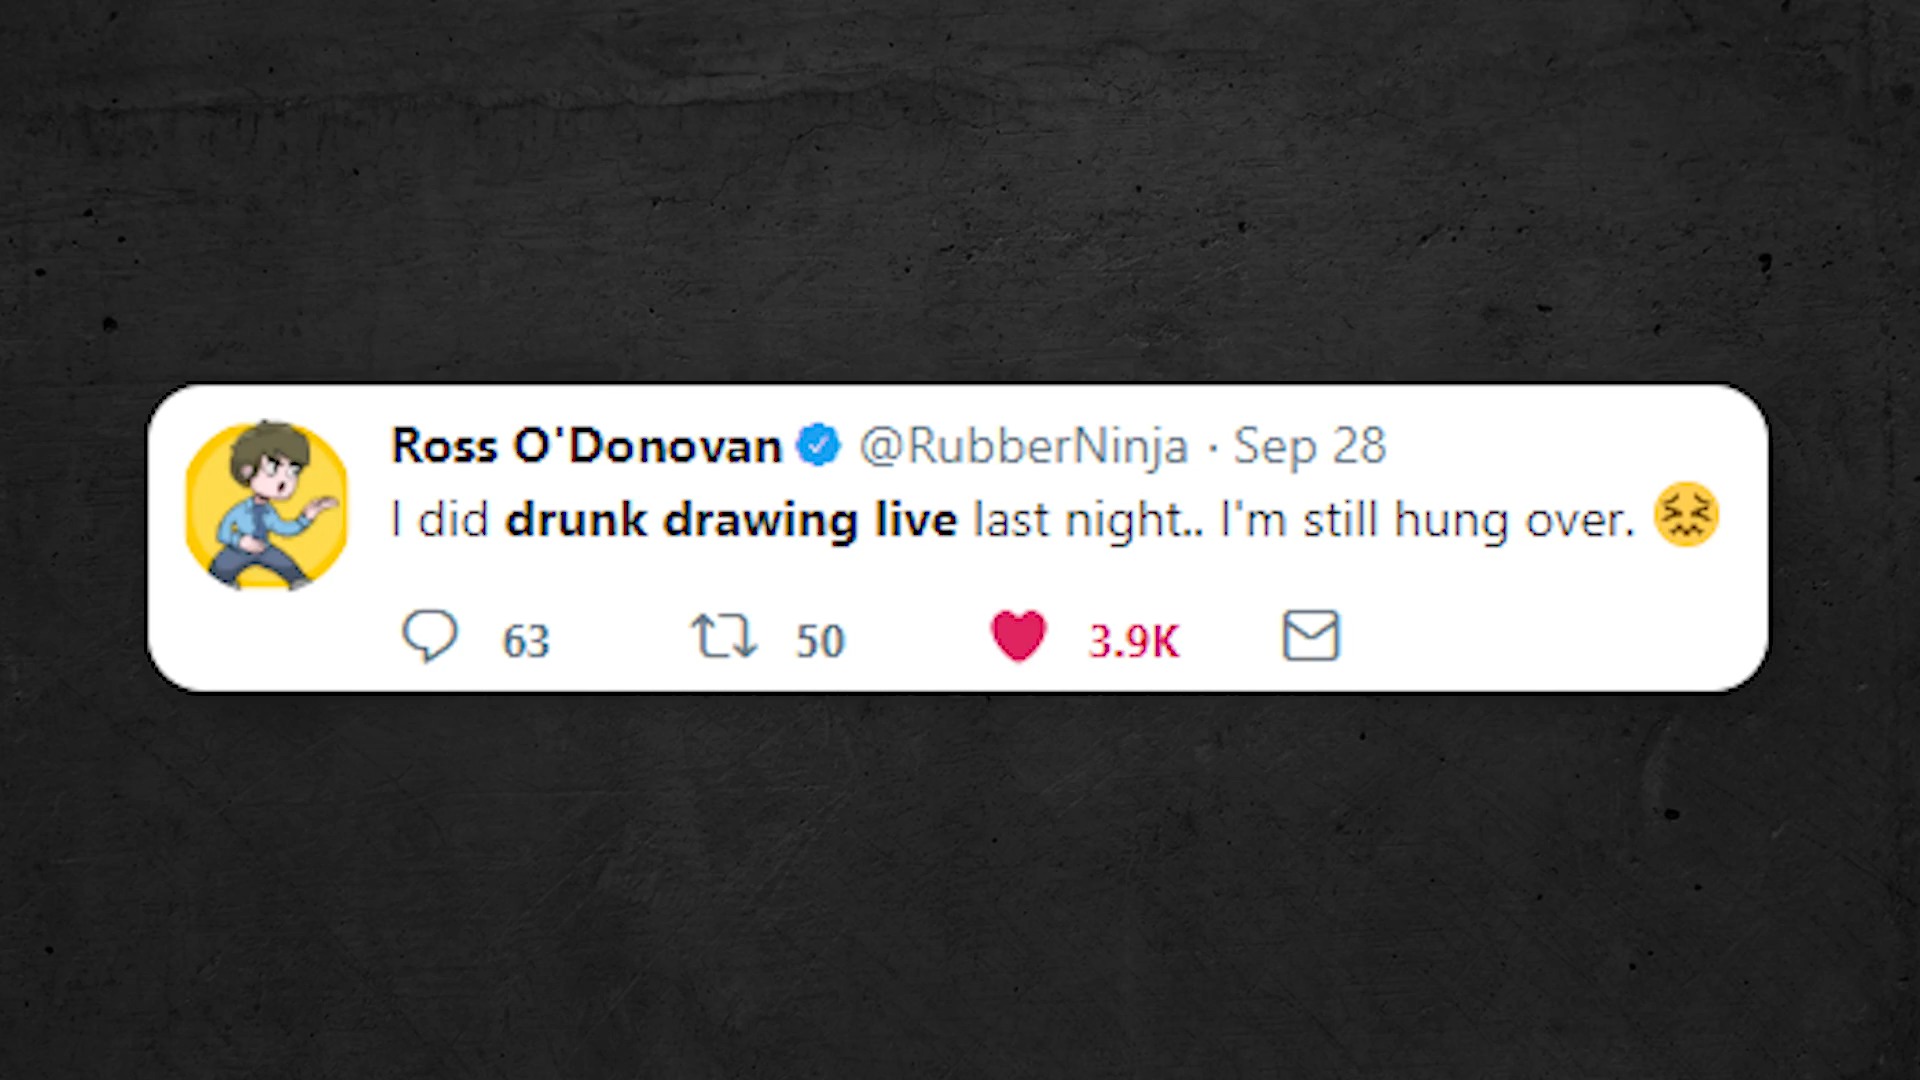 Ross O'Donovan @RubberNinja · Sep 28
I did drunk drawing live last night.. I'm still hung over. 😖
63 50 3.9K